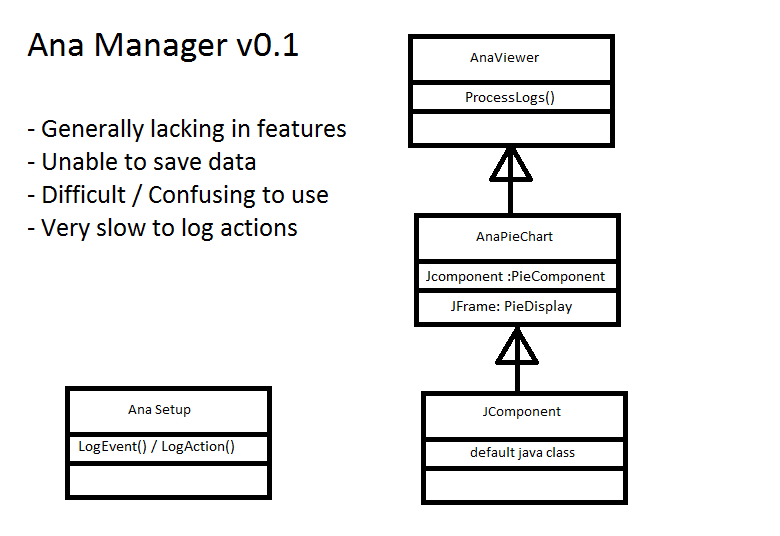 Ana Manager v0.1
- Generally lacking in features
- Unable to save data
- Difficult / Confusing to use
- Very slow to log actions
AnaViewer
ProcessLogs()
AnaPieChart
Jcomponent :PieComponent
JFrame: PieDisplay
JComponent
default java class
Ana Setup
LogEvent() / LogAction()